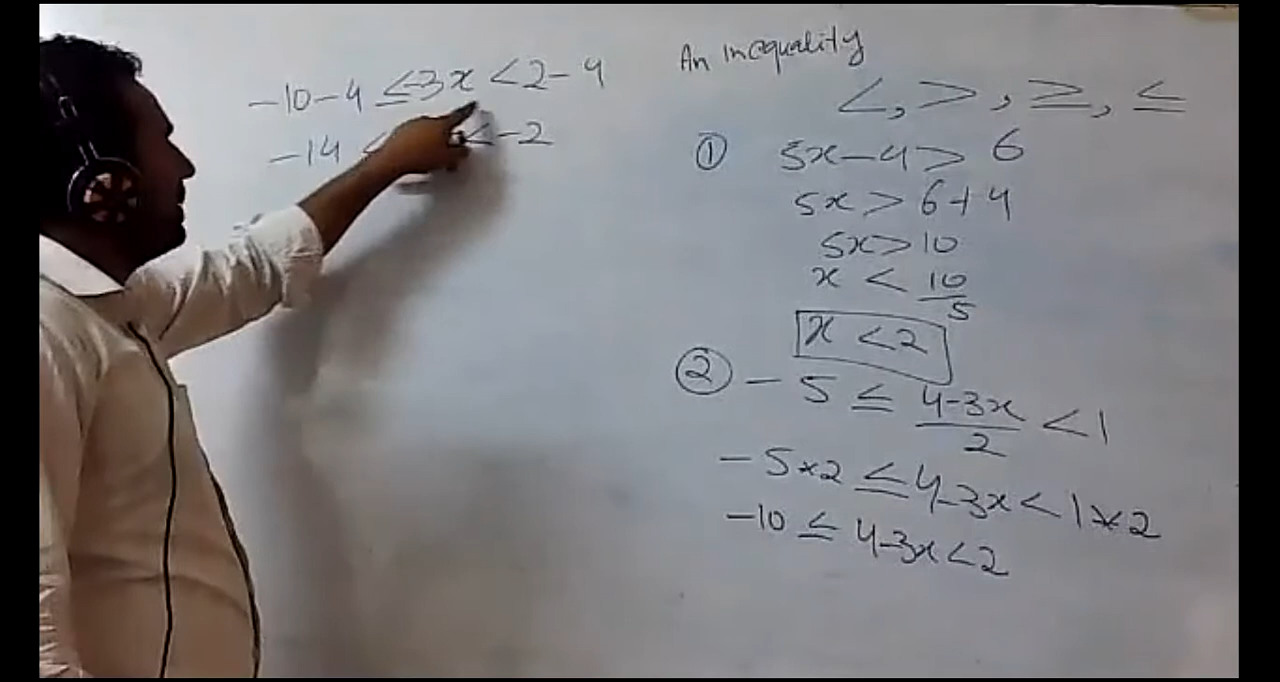 An Inequality
<, >, ≥, ≤
① 5x-4 > 6
5x > 6+4
5x > 10
x < 10/5
x < 2
② -5 ≤ (4-3x)/2 < 1
-5*2 ≤ 4-3x < 1*2
-10 ≤ 4-3x < 2
-10-4 ≤ -3x < 2-4
-14 ≤ < -2